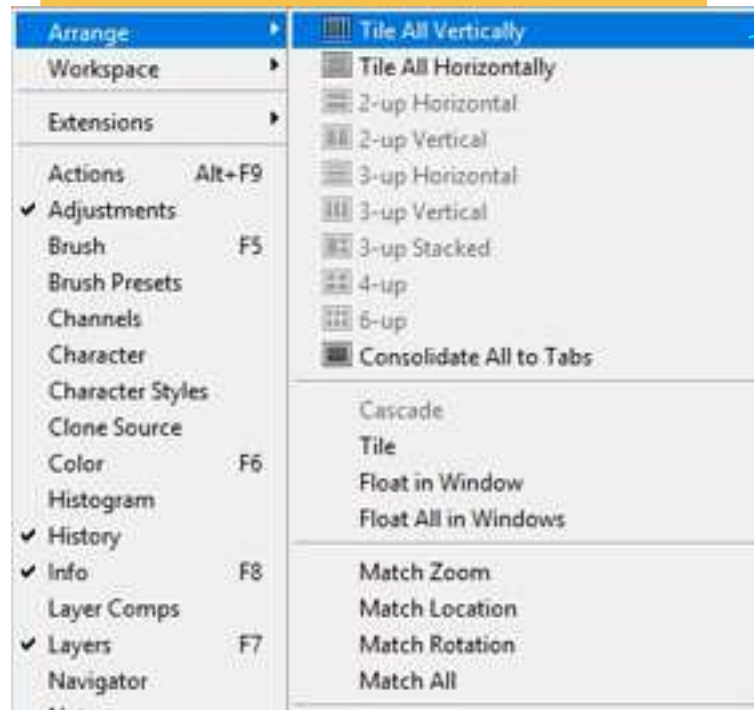 Arrange
Workspace
Extensions
Actions Alt+F9
Adjustments
Brush F5
Brush Presets
Channels
Character
Character Styles
Clone Source
Color F6
Histogram
History
Info F8
Layer Comps
Layers F7
Navigator
Tile All Vertically
Tile All Horizontally
2-up Horizontal
2-up Vertical
3-up Horizontal
3-up Vertical
3-up Stacked
4-up
6-up
Consolidate All to Tabs
Cascade
Tile
Float in Window
Float All in Windows
Match Zoom
Match Location
Match Rotation
Match All